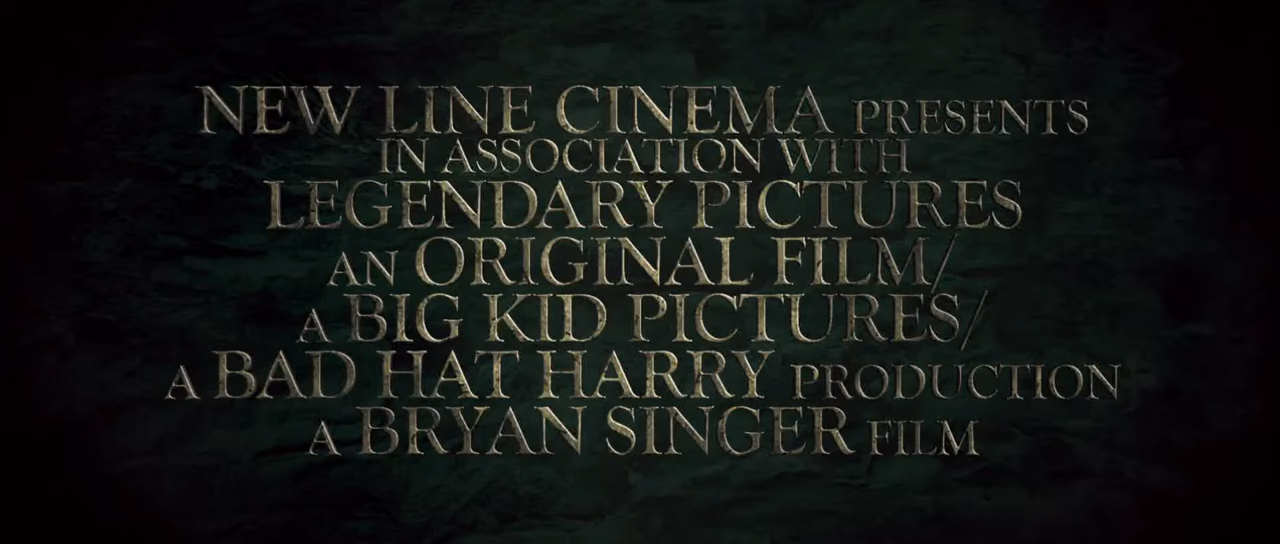 NEW LINE CINEMA PRESENTS
IN ASSOCIATION WITH
LEGENDARY PICTURES
AN ORIGINAL FILM/
A BIG KID PICTURES/
A BAD HAT HARRY PRODUCTION
A BRYAN SINGER FILM